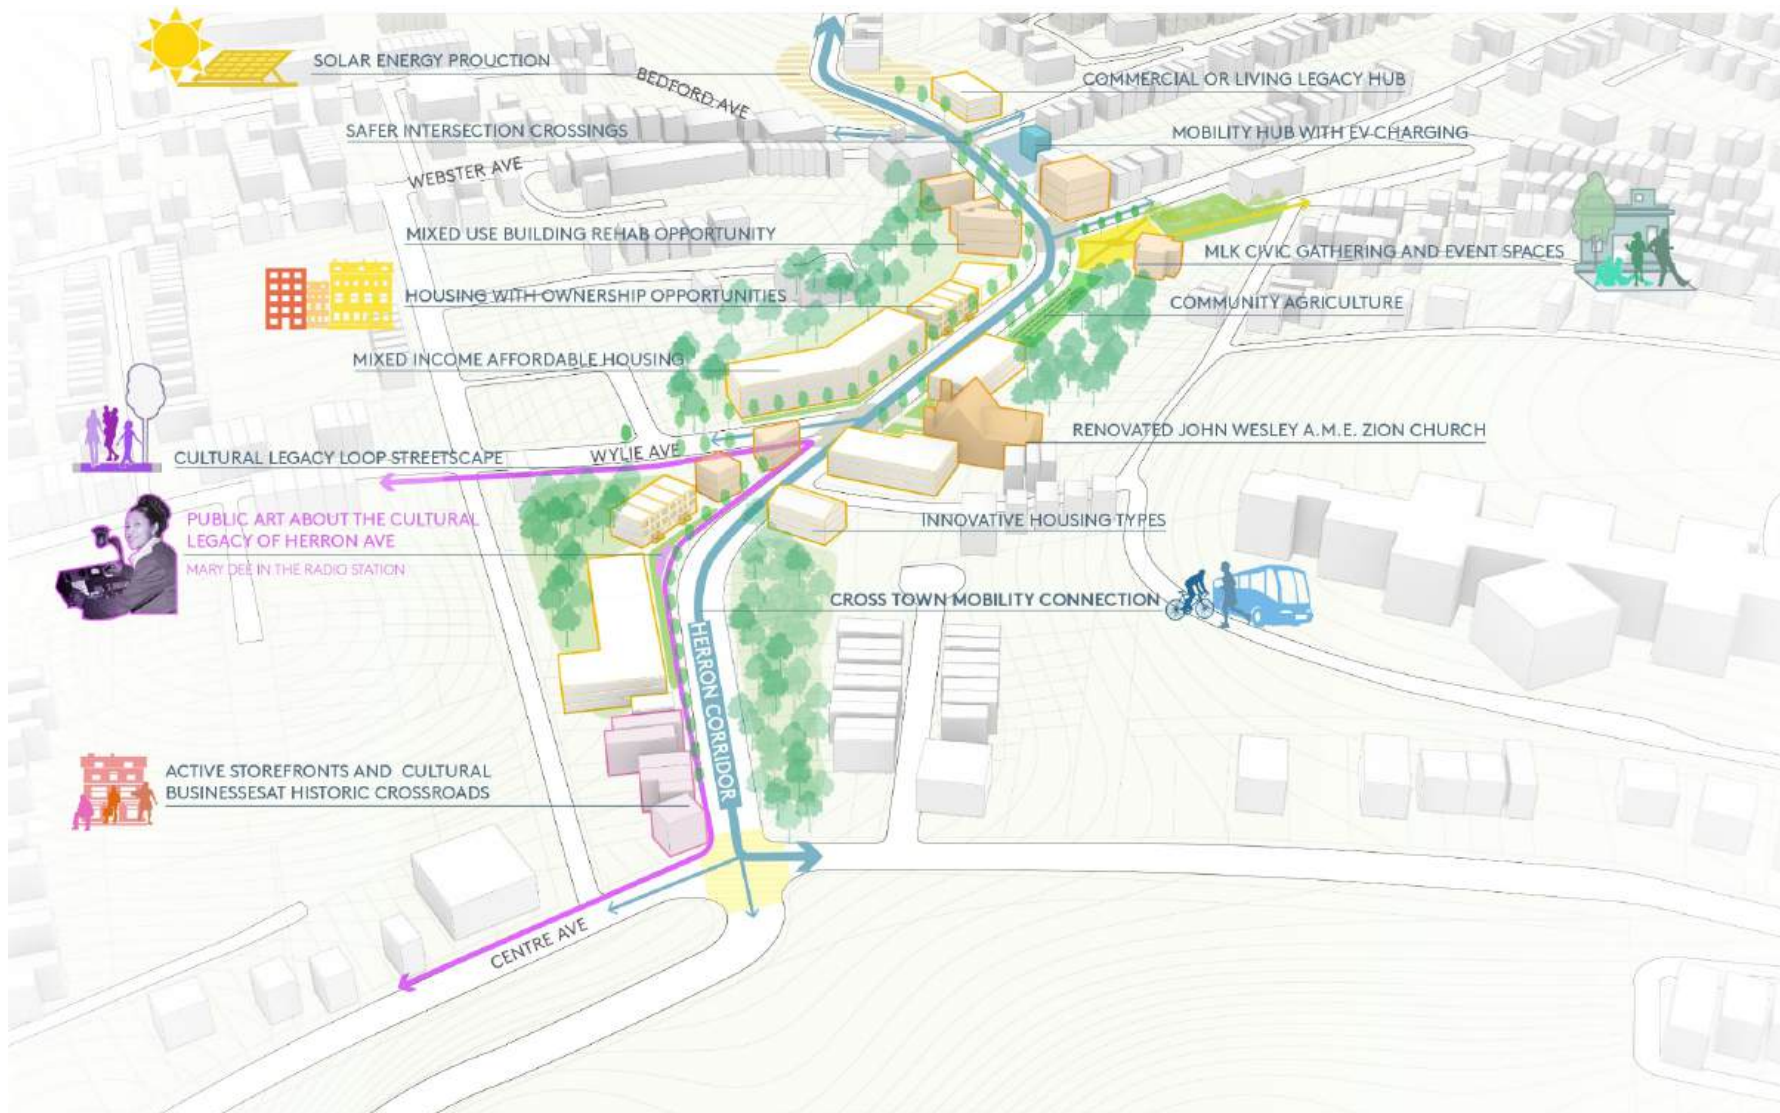 SOLAR ENERGY PROUCTION
BEDFORD AVE
COMMERCIAL OR LIVING LEGACY HUB
SAFER INTERSECTION CROSSINGS
MOBILITY HUB WITH EV CHARGING
WEBSTER AVE
MIXED USE BUILDING REHAB OPPORTUNITY
MLK CIVIC GATHERING AND EVENT SPACES
HOUSING WITH OWNERSHIP OPPORTUNITIES
COMMUNITY AGRICULTURE
MIXED INCOME AFFORDABLE HOUSING
RENOVATED JOHN WESLEY A.M.E. ZION CHURCH
CULTURAL LEGACY LOOP STREETSCAPE
WYLIE AVE
PUBLIC ART ABOUT THE CULTURAL
LEGACY OF HERRON AVE
MARY DEE IN THE RADIO STATION
INNOVATIVE HOUSING TYPES
CROSS TOWN MOBILITY CONNECTION
HERRON CORRIDOR
ACTIVE STOREFRONTS AND CULTURAL
BUSINESSESAT HISTORIC CROSSROADS
CENTRE AVE